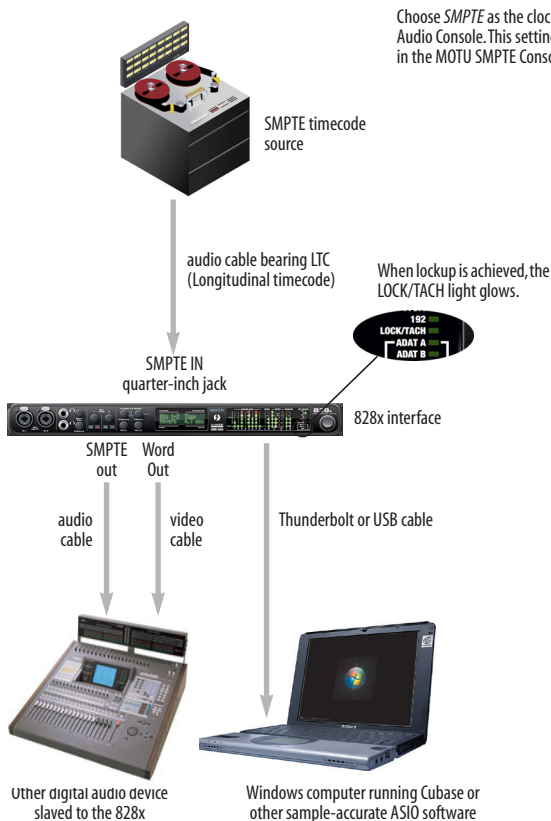 Choose SMPTE as the clock
Audio Console. This setting
in the MOTU SMPTE Conso
SMPTE timecode
source
audio cable bearing LTC
(Longitudinal timecode)
When lockup is achieved, the
LOCK/TACH light glows.
192
LOCK/TACH
ADAT A
ADAT B
SMPTE IN
quarter-inch jack
828x interface
SMPTE
out
Word
Out
audio
cable
video
cable
Thunderbolt or USB cable
SONY
Other digital audio device
slaved to the 828x
Windows computer running Cubase or
other sample-accurate ASIO software